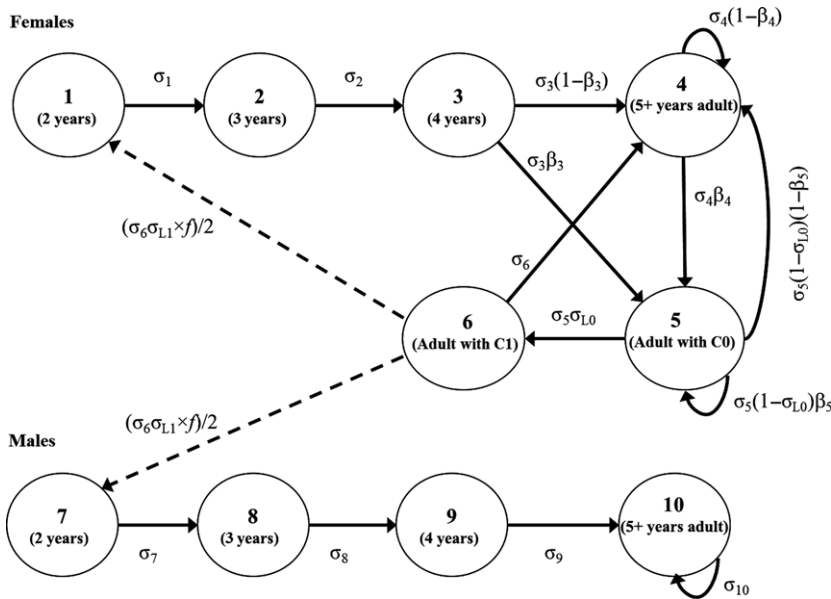 Females
σ4(1−β4)
1
(2 years)
σ1
2
(3 years)
σ2
3
(4 years)
σ3(1−β3)
4
(5+ years adult)
σ3β3
σ4β4
σ5(1−σL0)(1−β5)
(σ6σL1×f)/2
σ6
6
(Adult with C1)
σ5σL0
5
(Adult with C0)
σ5(1−σL0)β5
(σ6σL1×f)/2
Males
7
(2 years)
σ7
8
(3 years)
σ8
9
(4 years)
σ9
10
(5+ years adult)
σ10